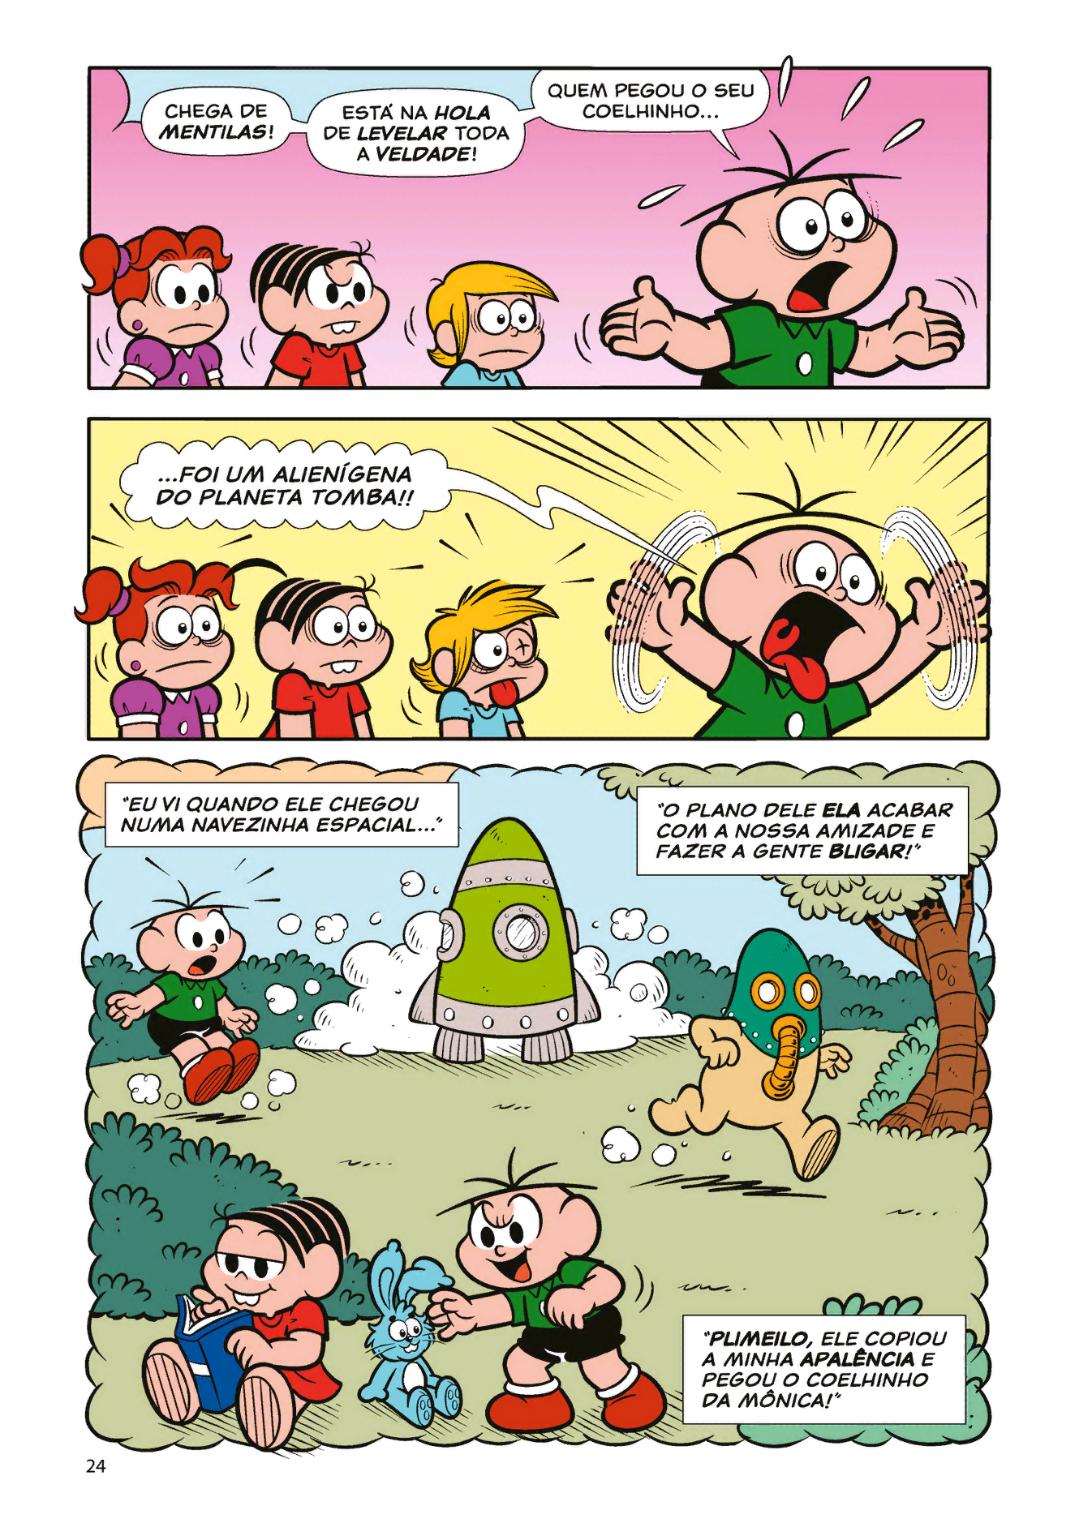 CHEGA DE
MENTILAS!
ESTÁ NA HOLA
DE LEVELAR TODA
A VELDADE!
QUEM PEGOU O SEU
COELHINHO...
...FOI UM ALIENÍGENA
DO PLANETA TOMBA!!
"EU VI QUANDO ELE CHEGOU
NUMA NAVEZINHA ESPACIAL..."
"O PLANO DELE ELA ACABAR
COM A NOSSA AMIZADE E
FAZER A GENTE BLIGAR!"
"PLIMEILO, ELE COPIOU
A MINHA APALÊNCIA E
PEGOU O COELHINHO
DA MÔNICA!"
24